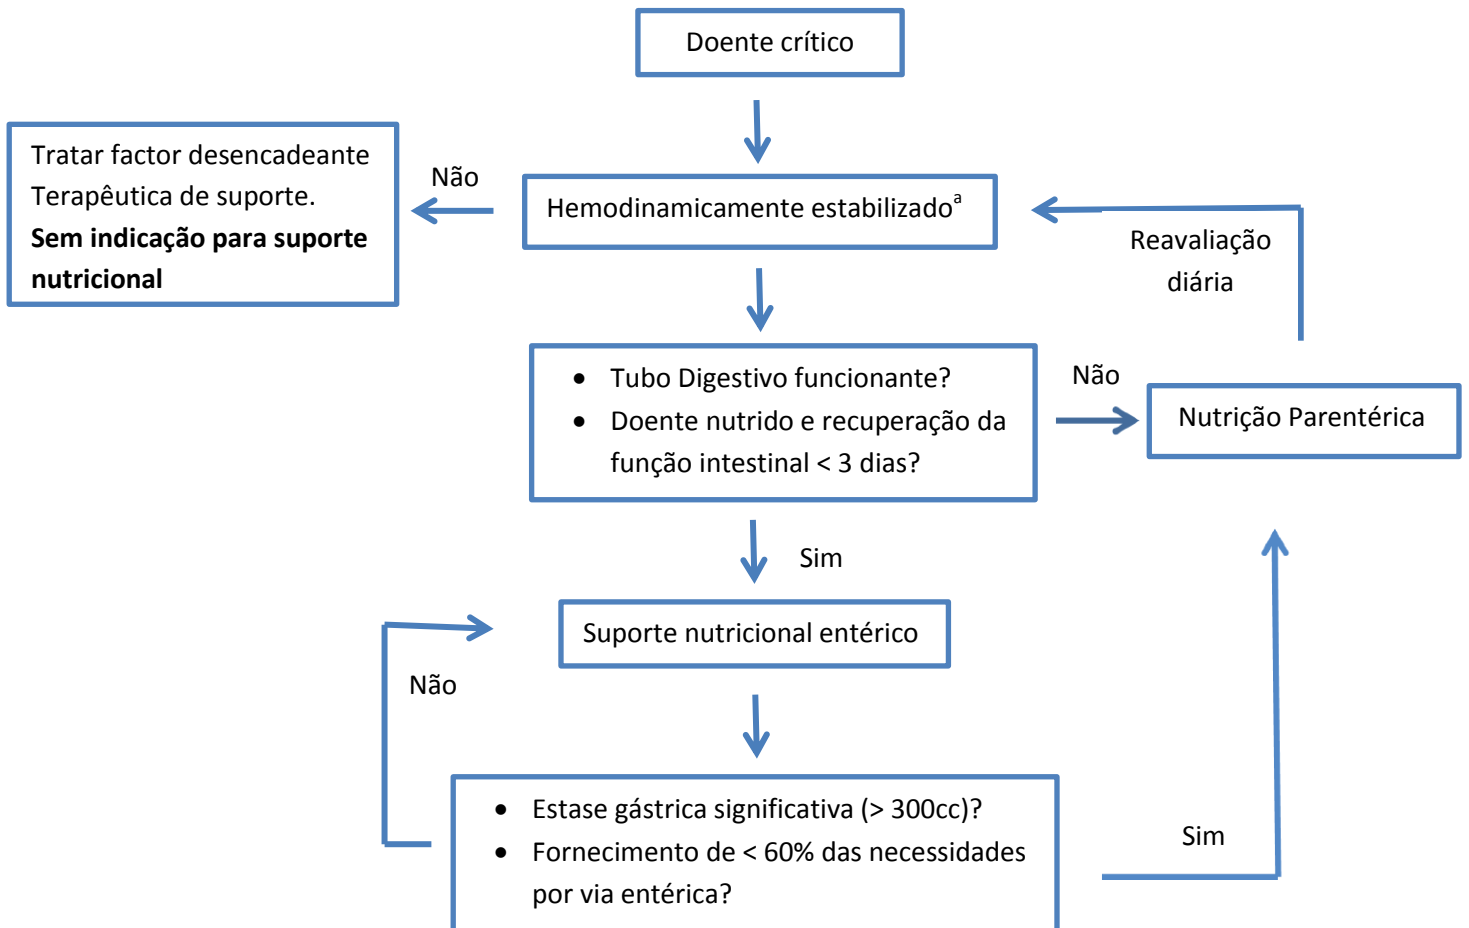 Doente crítico
Tratar factor desencadeante
Terapêutica de suporte.
Sem indicação para suporte
nutricional
Não
Hemodinamicamente estabilizadoª
Reavaliação
diária
• Tubo Digestivo funcionante?
• Doente nutrido e recuperação da
função intestinal < 3 dias?
Não
Nutrição Parentérica
Sim
Suporte nutricional entérico
Não
• Estase gástrica significativa (> 300cc)?
• Fornecimento de < 60% das necessidades
por via entérica?
Sim